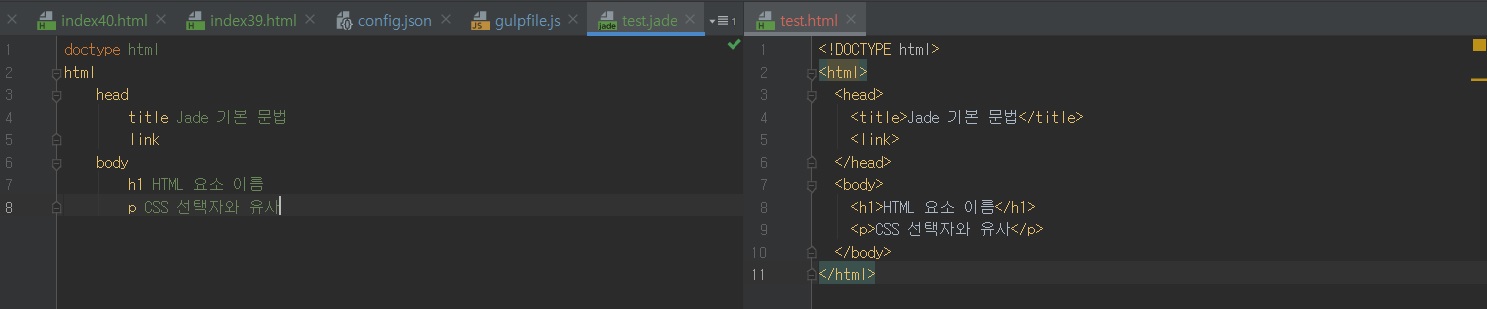 index40.html index39.html config.json gulpfile.js test.jade 1
1 doctype html
2 html
3 head
4 title Jade 기본 문법
5 link
6 body
7 h1 HTML 요소 이름
8 p CSS 선택자와 유사
test.html
1 <!DOCTYPE html>
2 <html>
3 <head>
4 <title>Jade 기본 문법</title>
5 <link>
6 </head>
7 <body>
8 <h1>HTML 요소 이름</h1>
9 <p>CSS 선택자와 유사</p>
10 </body>
11 </html>